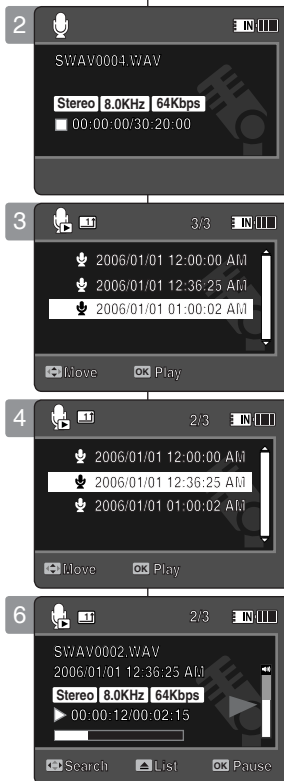 2
IN
SWAV0004.WAV
Stereo 8.0KHz 64Kbps
00:00:00/30:20:00
3
3/3 IN
2006/01/01 12:00:00 AM
2006/01/01 12:36:25 AM
2006/01/01 01:00:02 AM
Move OK Play
4
2/3 IN
2006/01/01 12:00:00 AM
2006/01/01 12:36:25 AM
2006/01/01 01:00:02 AM
Move OK Play
6
2/3 IN
SWAV0002.WAV
2006/01/01 12:36:25 AM
Stereo 8.0KHz 64Kbps
00:00:12/00:02:15
Search List OK Pause